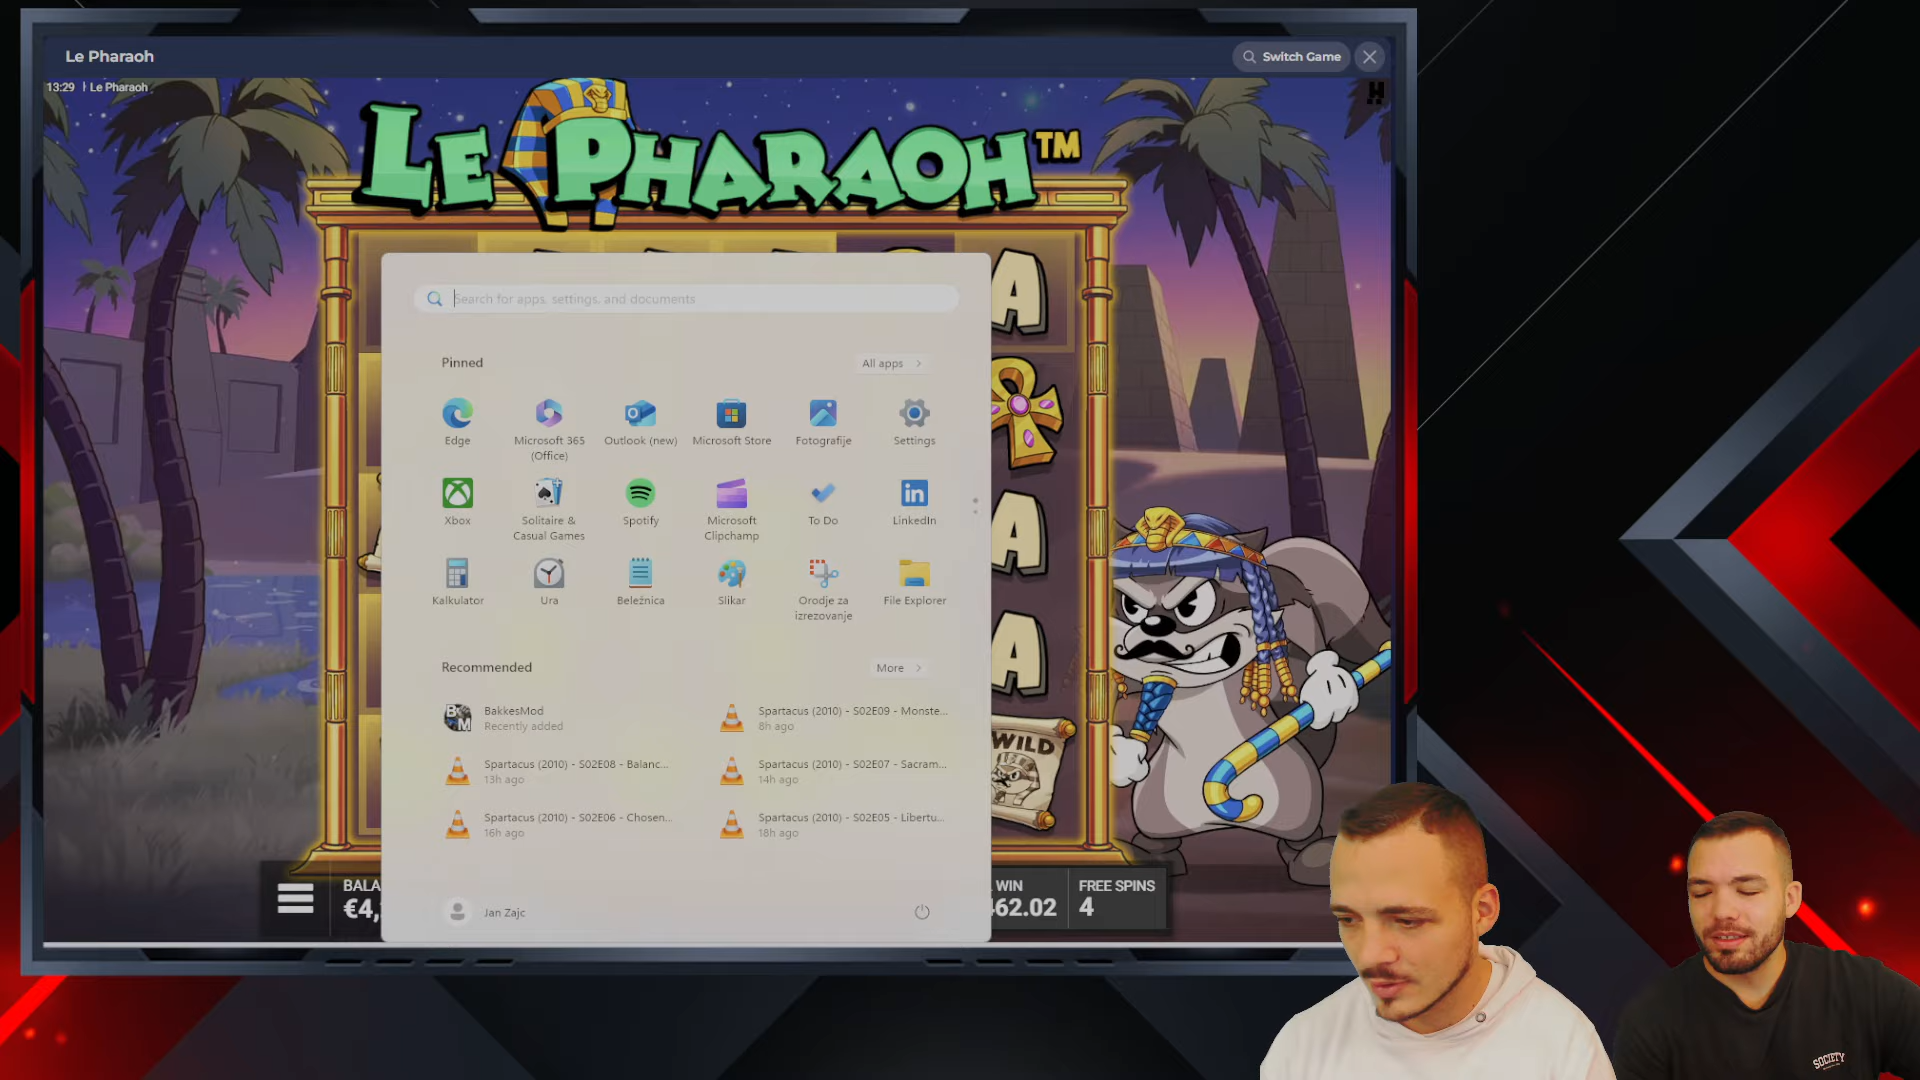 Le Pharaoh
Switch Game
13:29 | Le Pharaoh
LE PHARAOH™
A
Search for apps, settings, and documents
Pinned
All apps
Edge
Microsoft 365
(Office)
Outlook (new)
Microsoft Store
Fotografije
Settings
Xbox
Solitaire &
Casual Games
Spotify
Microsoft
Clipchamp
To Do
LinkedIn
A
Kalkulator
Ura
Beležnica
Slikar
Orodje za
izrezovanje
File Explorer
A
Recommended
More
BakkesMod
Recently added
Spartacus (2010) - S02E09 - Monste...
8h ago
Spartacus (2010) - S02E08 - Balanc...
13h ago
Spartacus (2010) - S02E07 - Sacram...
14h ago
Spartacus (2010) - S02E06 - Chosen...
16h ago
Spartacus (2010) - S02E05 - Libertu...
18h ago
WILD
Jan Zajc
BALA
€4,
WIN
462.02
FREE SPINS
4
SOCIETY